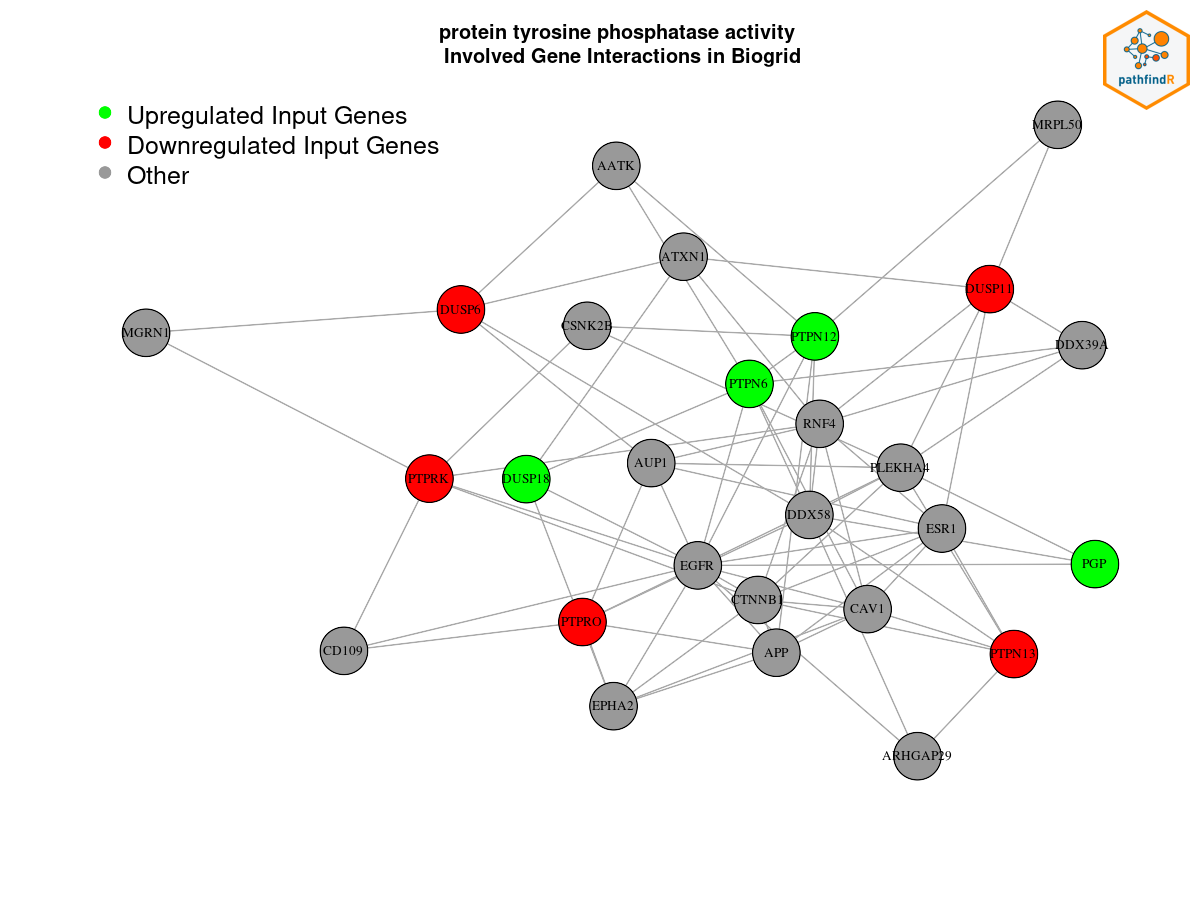 protein tyrosine phosphatase activity
Involved Gene Interactions in Biogrid
pathfindR
Upregulated Input Genes
Downregulated Input Genes
Other
MRPL50
AATK
ATXN1
DUSP11
DUSP6
CSNK2B
MGRN1
PTPN12
DDX39A
PTPN6
RNF4
AUP1
PLEKHA4
PTPRK
DUSP18
DDX58
ESR1
EGFR
PGP
CTNNB1
CAV1
PTPRO
CD109
APP
PTPN13
EPHA2
ARHGAP29